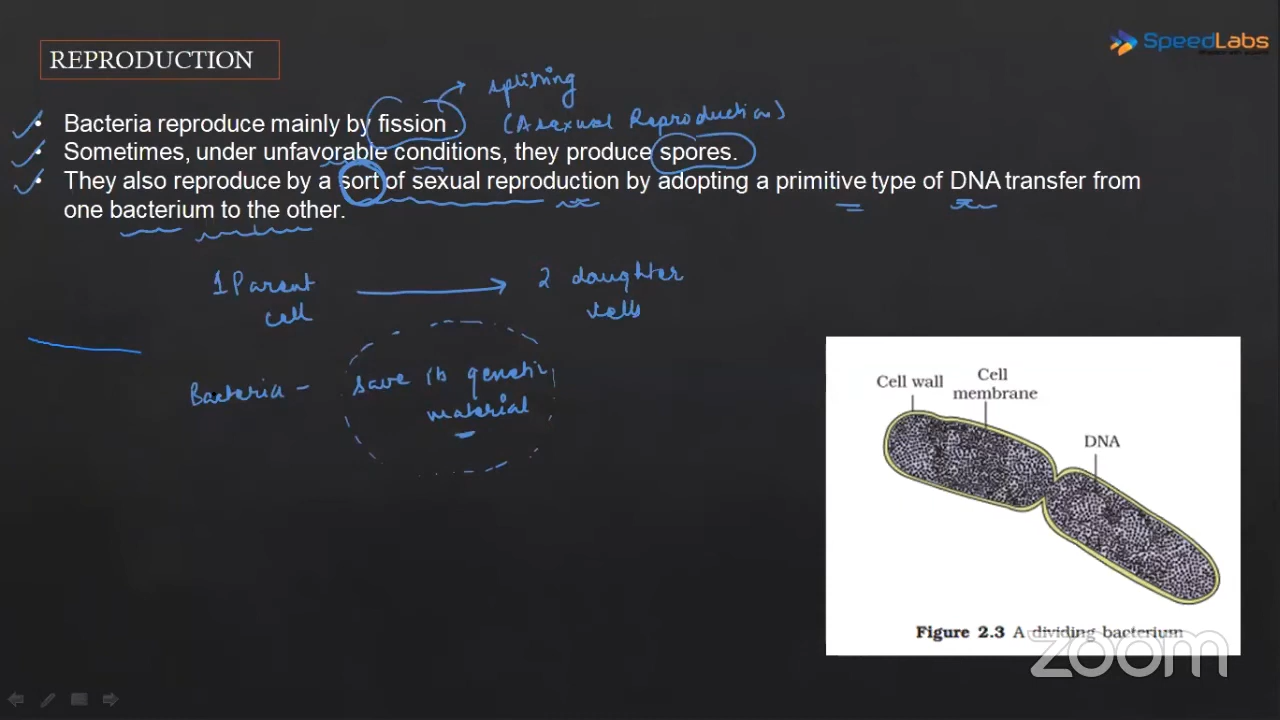 REPRODUCTION
SpeedLabs
splitting
(Asexual Reproduction)
• Bacteria reproduce mainly by fission .
• Sometimes, under unfavorable conditions, they produce spores.
• They also reproduce by a sort of sexual reproduction by adopting a primitive type of DNA transfer from
one bacterium to the other.
1 Parent
cell
2 daughter
cells
Bacteria –
save its genetic
material
Cell wall
Cell
membrane
DNA
Figure 2.3 A dividing bacterium
zoom